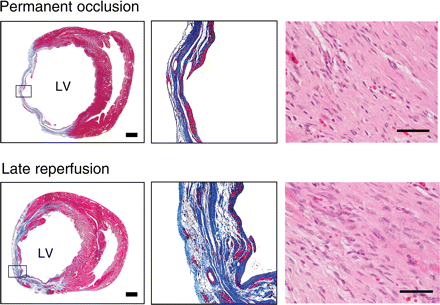 Permanent occlusion
LV
Late reperfusion
LV